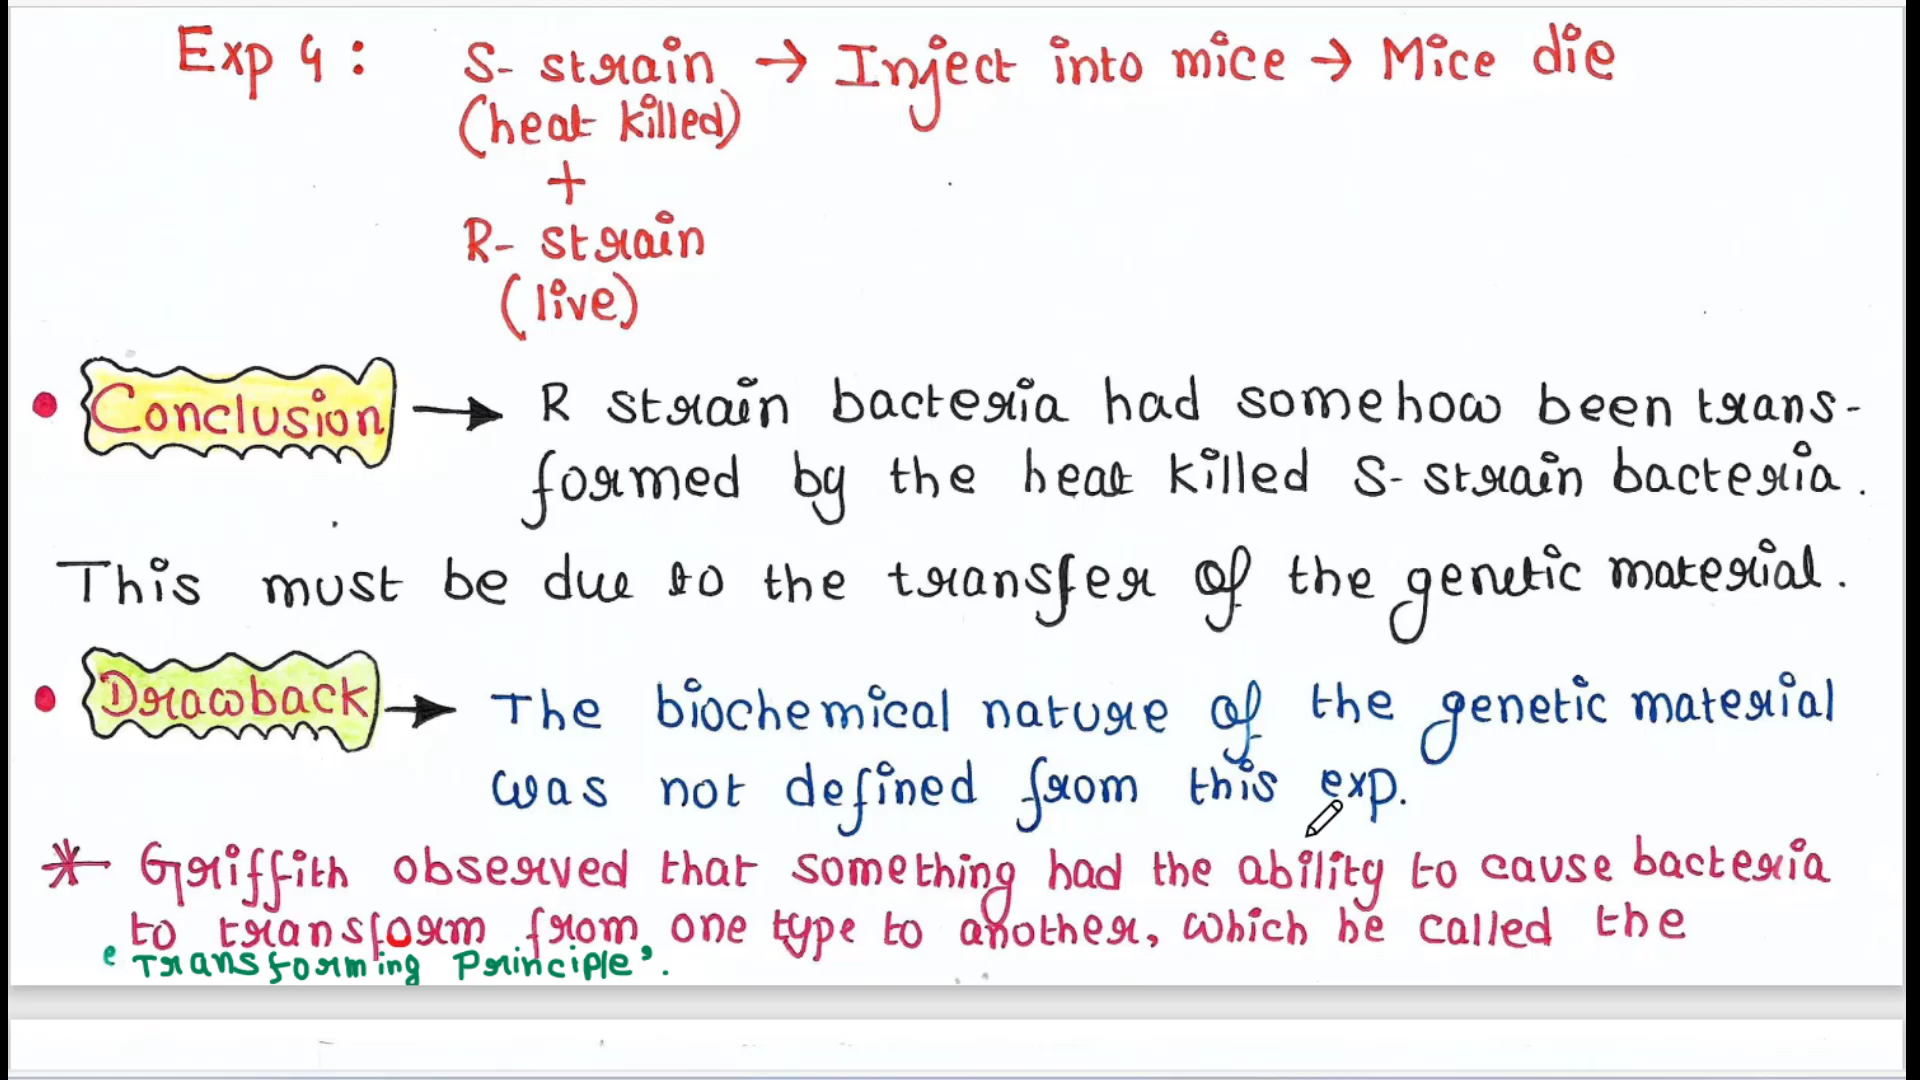 Exp 4 : S- strain → Inject into mice → Mice die
(heat killed)
+
R- strain
(live)
• Conclusion → R strain bacteria had somehow been trans-
formed by the heat killed S- strain bacteria.
This must be due to the transfer of the genetic material.
• Drawback → The biochemical nature of the genetic material
was not defined from this exp.
* Griffith observed that something had the ability to cause bacteria
to transform from one type to another, which he called the
‘Transforming Principle’.